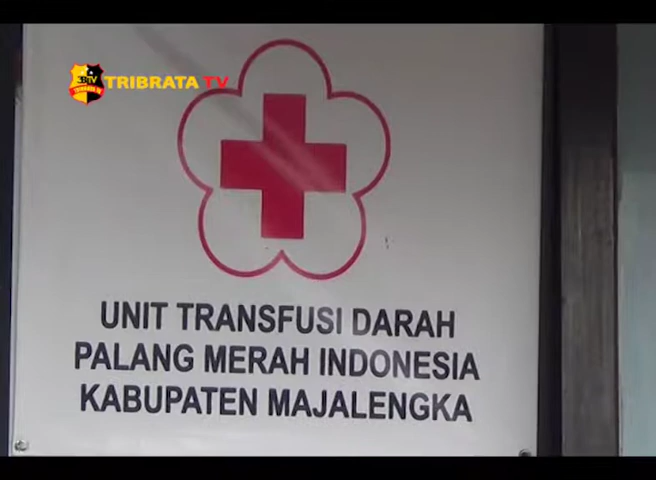 TRIBRATA TV
UNIT TRANSFUSI DARAH
PALANG MERAH INDONESIA
KABUPATEN MAJALENGKA